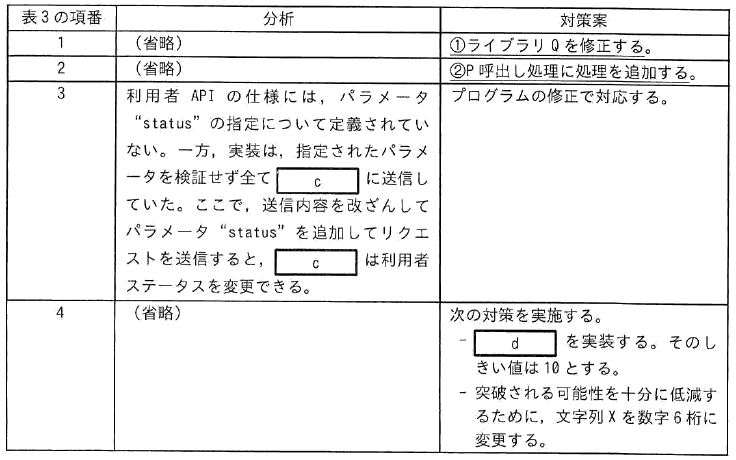 表3の項番
分析
対策案
1
（省略）
①ライブラリQを修正する。
2
（省略）
②P呼出し処理に処理を追加する。
3
利用者 API の仕様には，パラメータ
“status”の指定について定義されてい
ない。一方，実装は，指定されたパラメ
ータを検証せず全て c に送信し
ていた。ここで，送信内容を改ざんして
パラメータ“status”を追加してリクエ
ストを送信すると， c は利用者
ステータスを変更できる。
プログラムの修正で対応する。
4
（省略）
次の対策を実施する。
- d を実装する。そのし
きい値は10とする。
- 突破される可能性を十分に低減す
るために，文字列Xを数字6桁に
変更する。